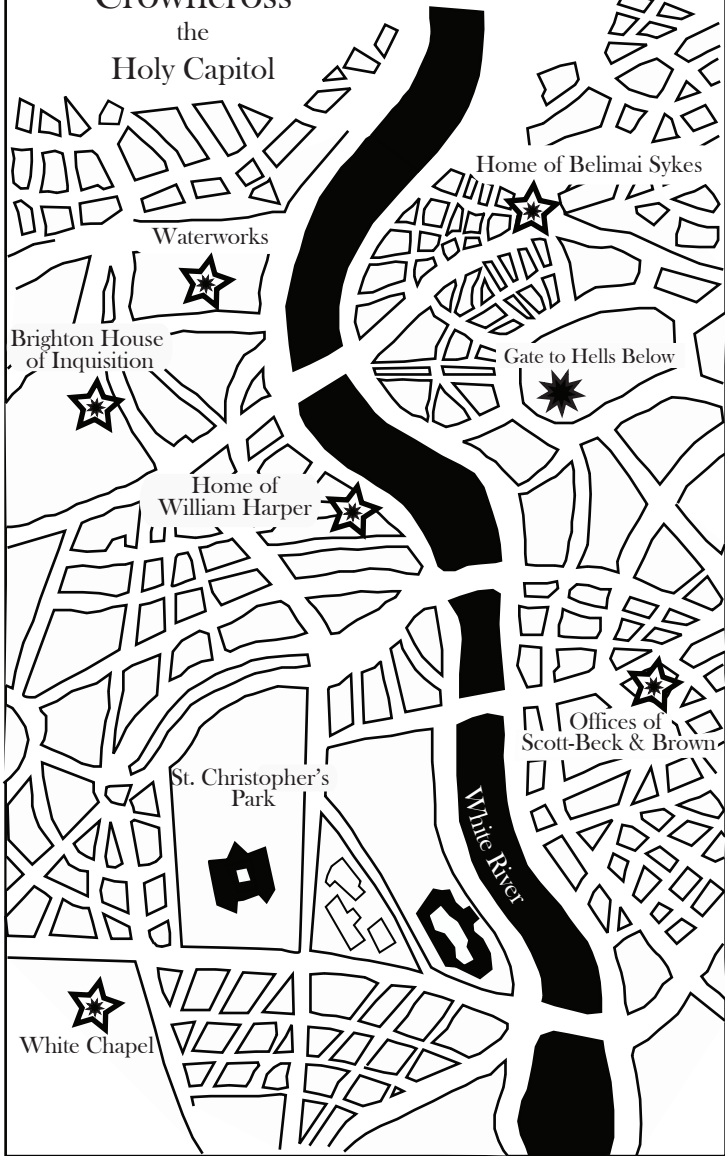 Crowncross
the
Holy Capitol
Home of Belimai Sykes
Waterworks
Brighton House
of Inquisition
Gate to Hells Below
Home of
William Harper
Offices of
Scott-Beck & Brown
St. Christopher's
Park
White River
White Chapel